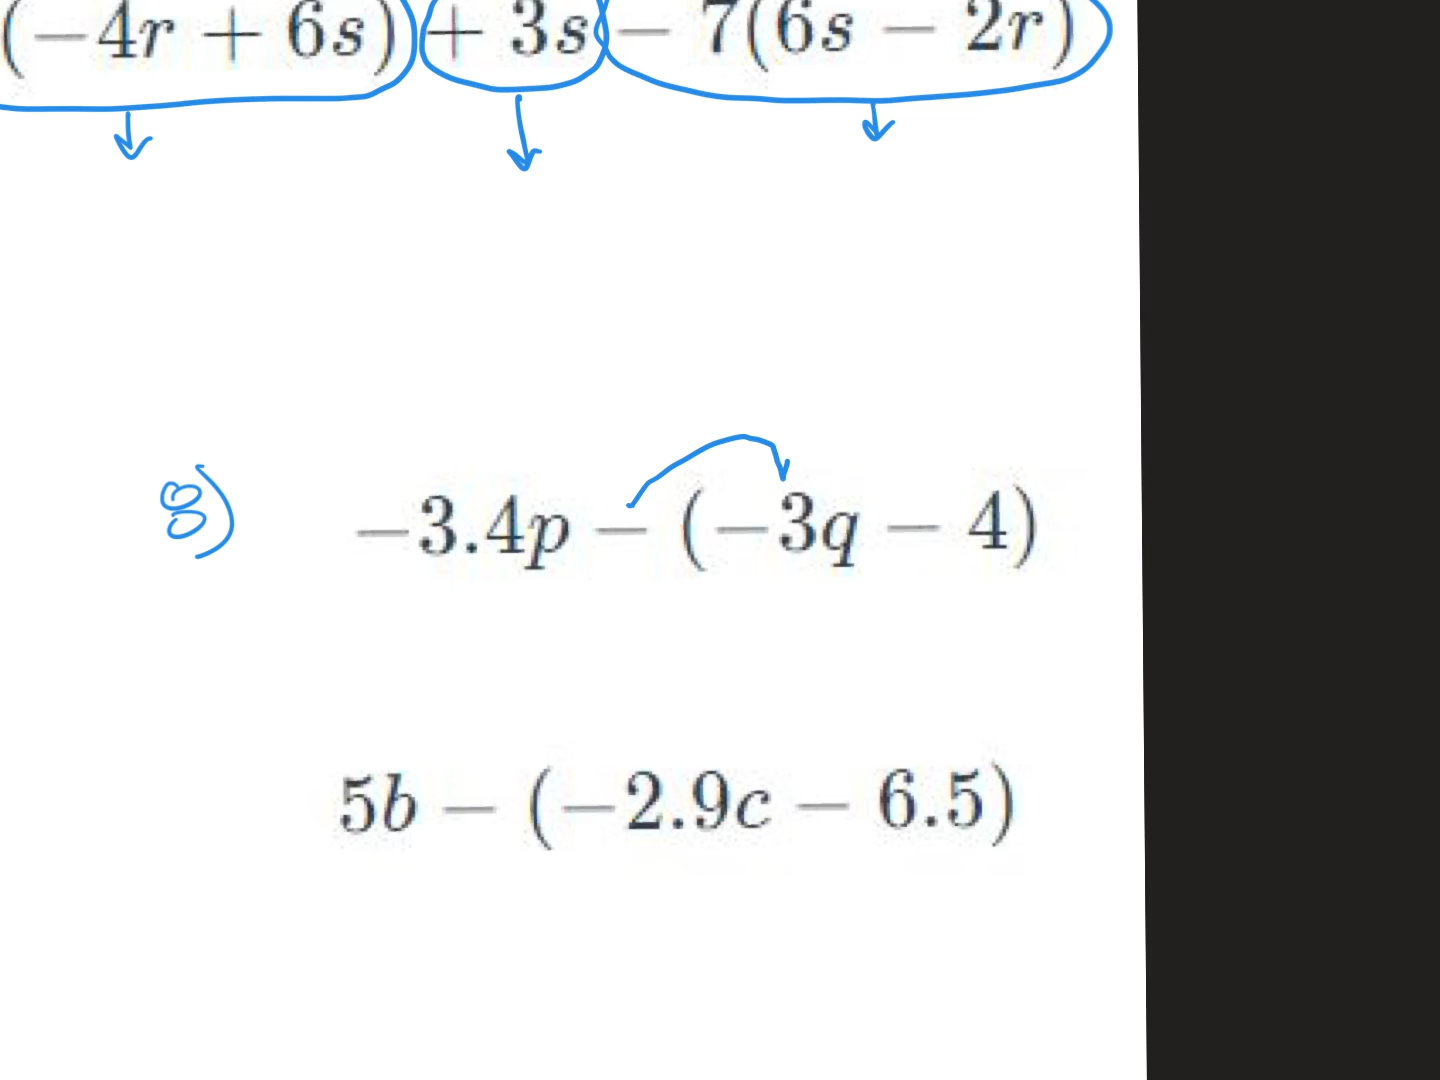 (−4r + 6s) + 3s − 7(6s − 2r)
8) −3.4p − (−3q − 4)
5b − (−2.9c − 6.5)